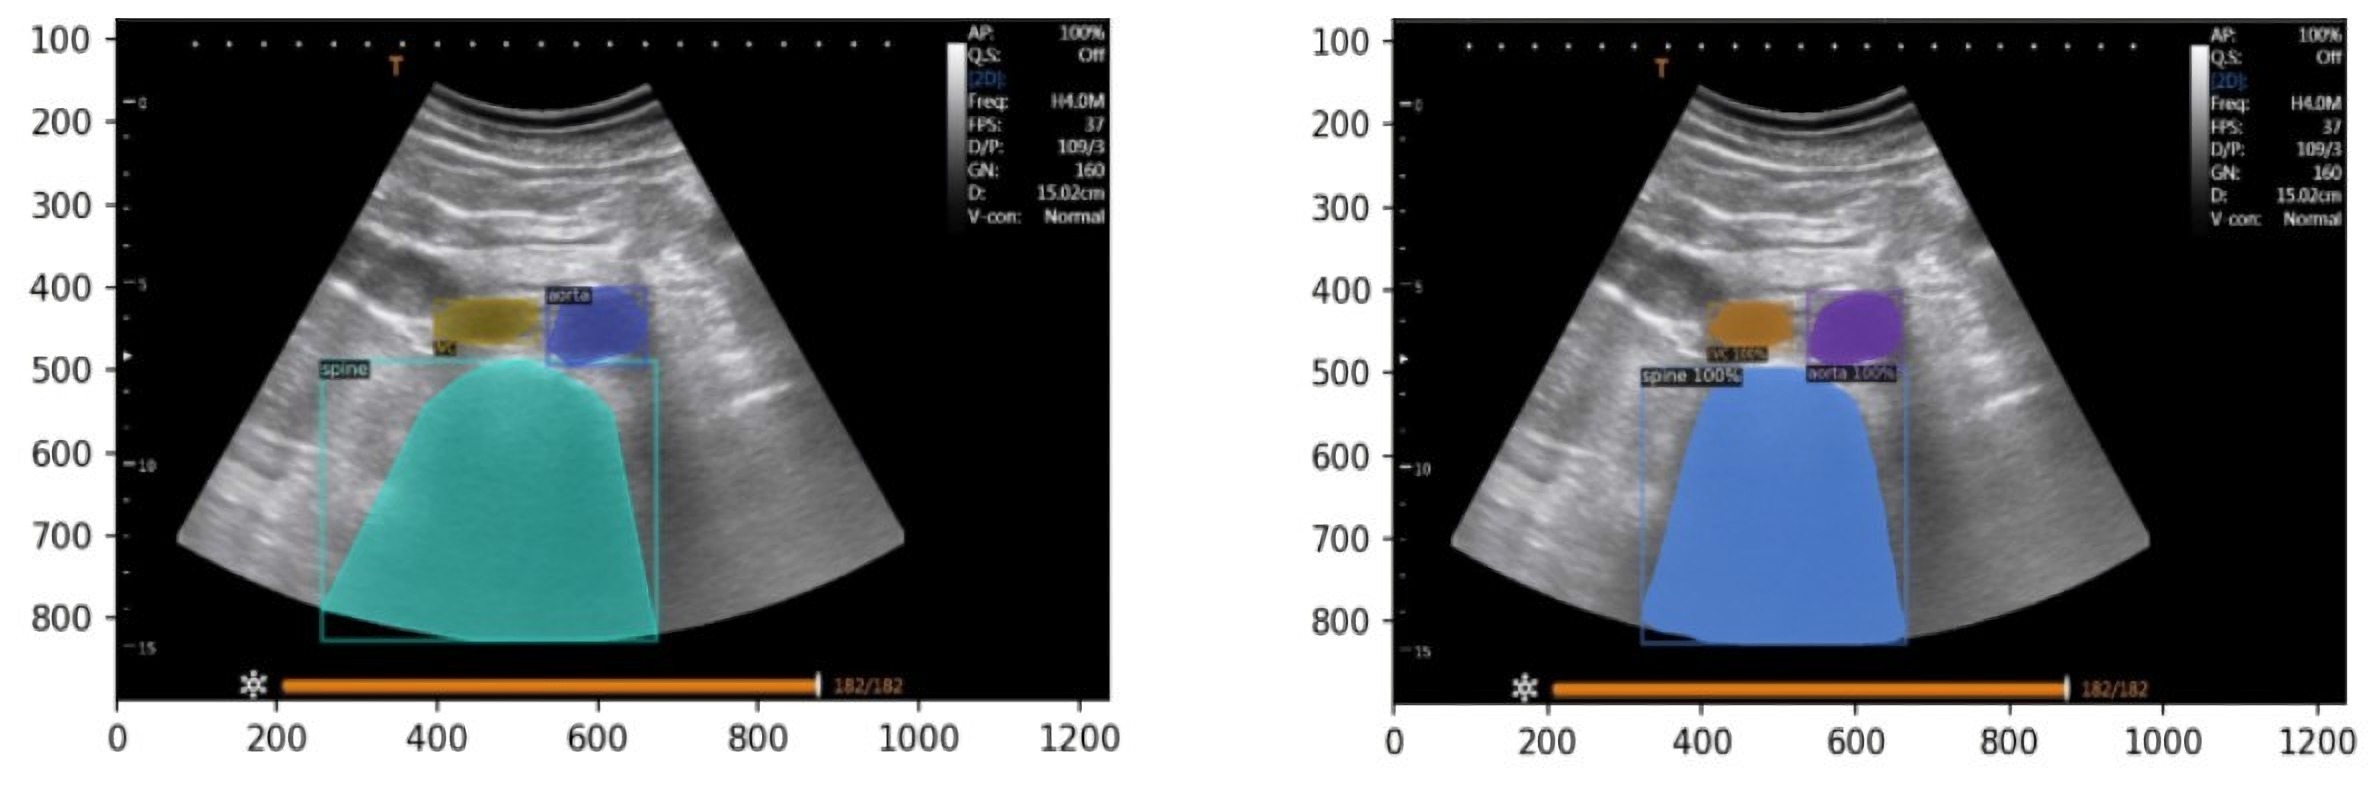 100
200
300
400
500
600
700
800
0
200
400
600
800
1000
1200
T
0
5
10
15
AP: 100%
Q.S: Off
[2D]:
Freq: H4.0M
FPS: 37
D/P: 109/3
GN: 160
D: 15.02cm
V-con: Normal
aorta
IVC
spine
182/182
100
200
300
400
500
600
700
800
0
200
400
600
800
1000
1200
T
0
5
10
15
AP: 100%
Q.S: Off
[2D]:
Freq: H4.0M
FPS: 37
D/P: 109/3
GN: 160
D: 15.02cm
V-con: Normal
IVC 100%
spine 100%
aorta 100%
182/182